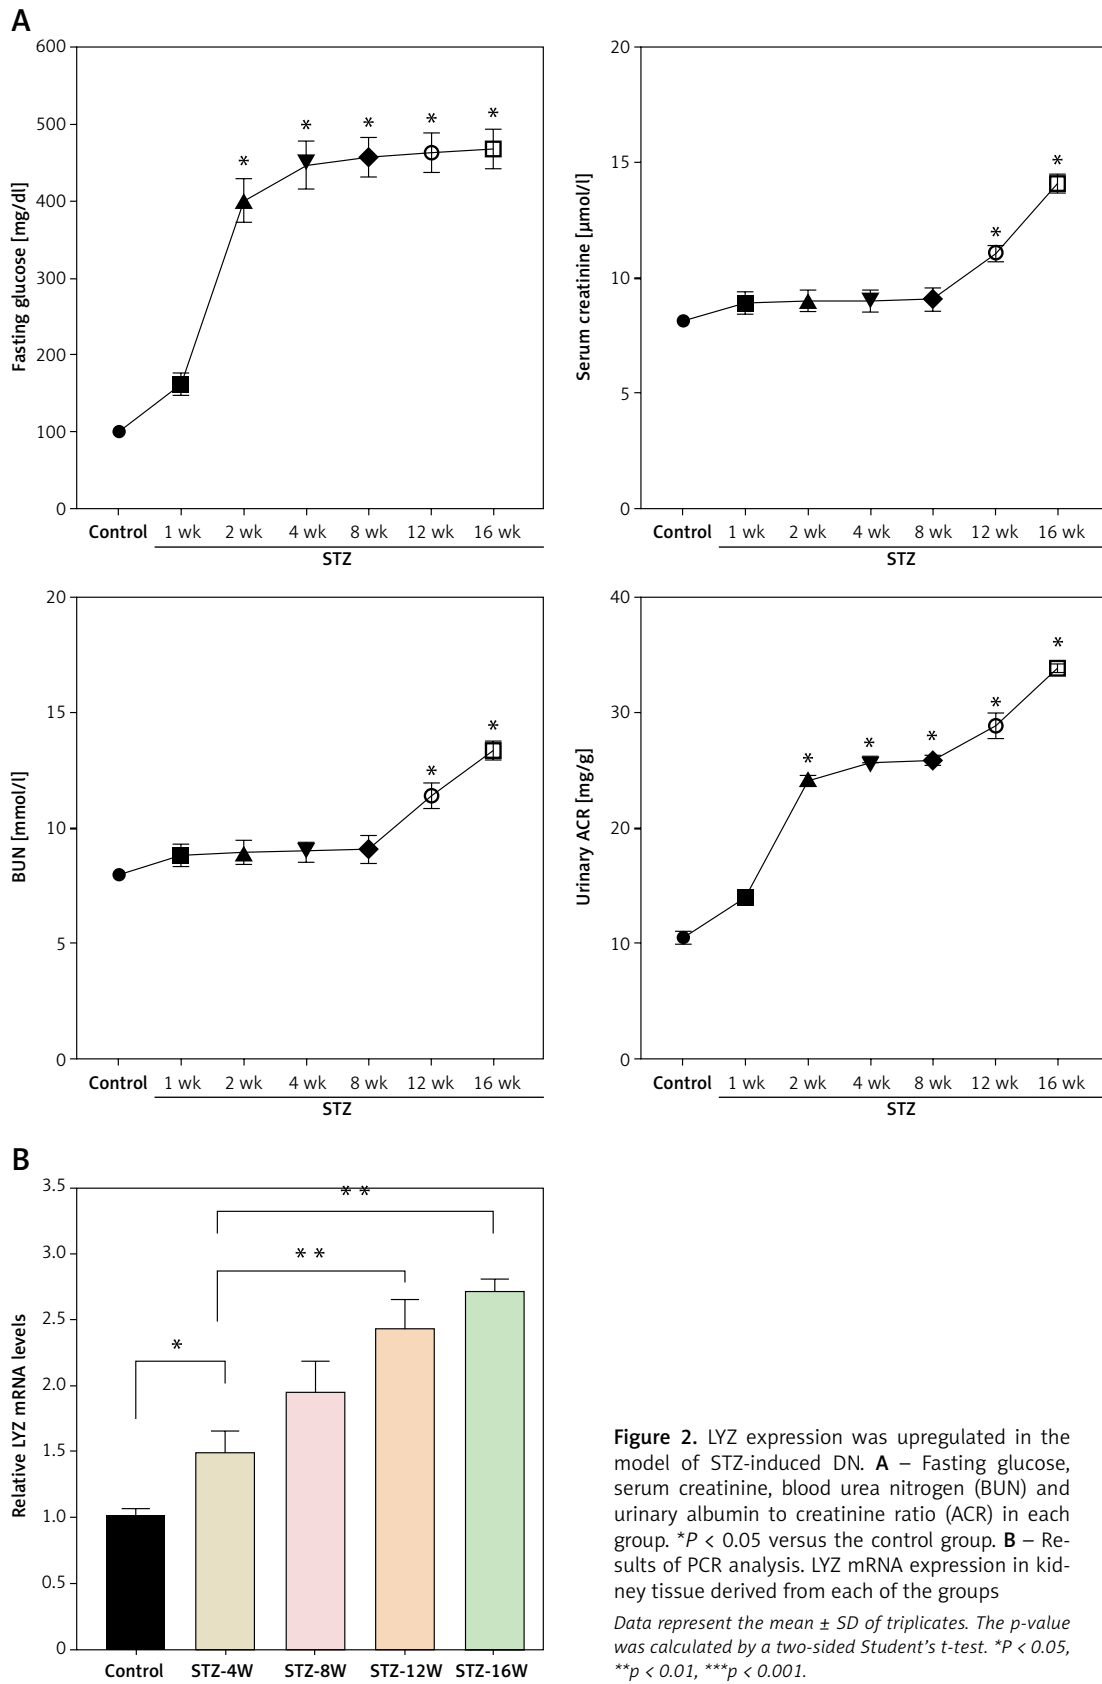 A
600
500
400
300
200
100
0
Fasting glucose [mg/dl]
*
*
*
*
*
Control 1 wk 2 wk 4 wk 8 wk 12 wk 16 wk
STZ
20
15
10
5
0
Serum creatinine [µmol/l]
*
*
Control 1 wk 2 wk 4 wk 8 wk 12 wk 16 wk
STZ
20
15
10
5
0
BUN [mmol/l]
*
*
Control 1 wk 2 wk 4 wk 8 wk 12 wk 16 wk
STZ
40
30
20
10
0
Urinary ACR [mg/g]
*
*
*
*
*
Control 1 wk 2 wk 4 wk 8 wk 12 wk 16 wk
STZ
B
3.5
3.0
2.5
2.0
1.5
1.0
0.5
0
Relative LYZ mRNA levels
* *
* *
*
Control STZ-4W STZ-8W STZ-12W STZ-16W
Figure 2. LYZ expression was upregulated in the
model of STZ-induced DN. A – Fasting glucose,
serum creatinine, blood urea nitrogen (BUN) and
urinary albumin to creatinine ratio (ACR) in each
group. *P < 0.05 versus the control group. B – Re-
sults of PCR analysis. LYZ mRNA expression in kid-
ney tissue derived from each of the groups
Data represent the mean ± SD of triplicates. The p-value
was calculated by a two-sided Student's t-test. *P < 0.05,
**p < 0.01, ***p < 0.001.